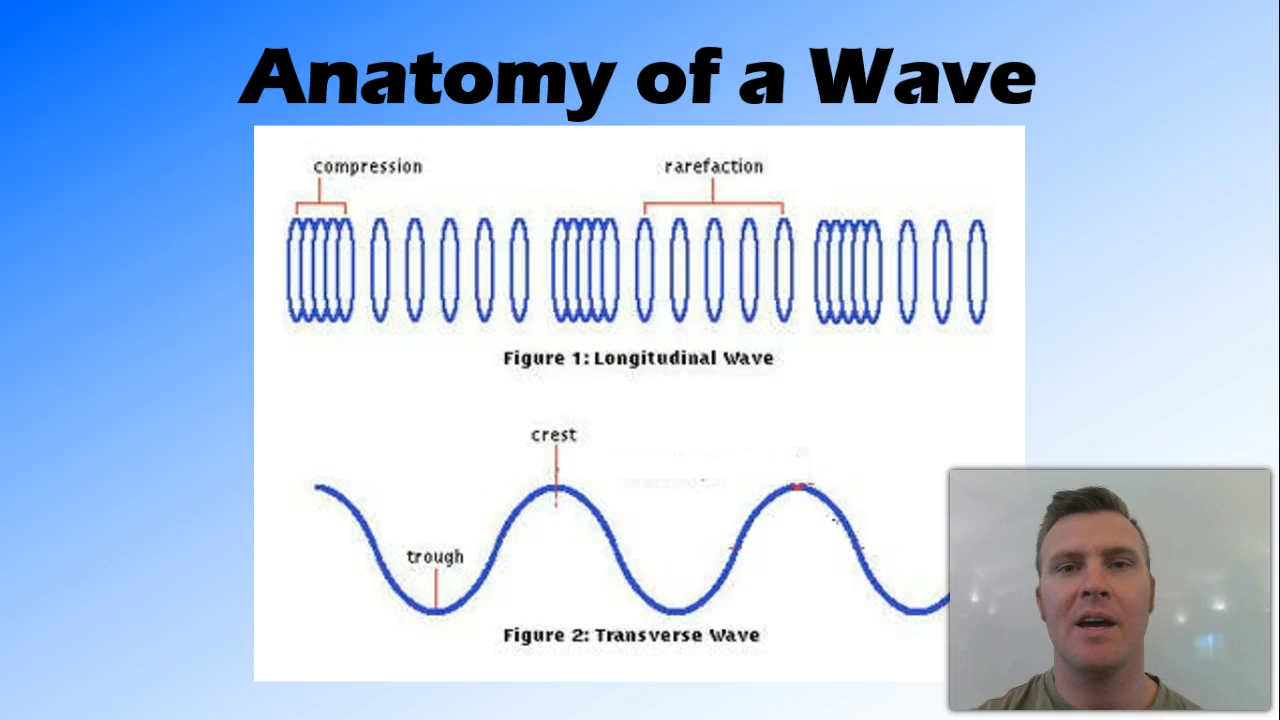 Anatomy of a Wave
compression
rarefaction
Figure 1: Longitudinal Wave
crest
trough
Figure 2: Transverse Wave